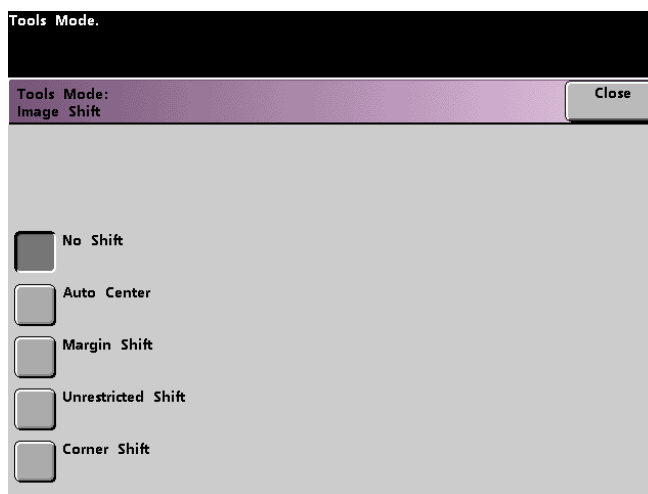 Tools Mode.
Tools Mode:
Image Shift
Close
No Shift
Auto Center
Margin Shift
Unrestricted Shift
Corner Shift